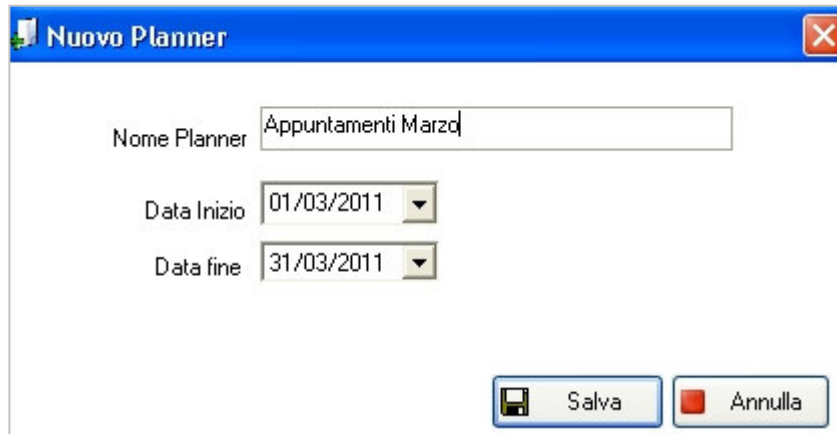 Nuovo Planner
Nome Planner Appuntamenti Marzo
Data Inizio 01/03/2011
Data fine 31/03/2011
Salva Annulla